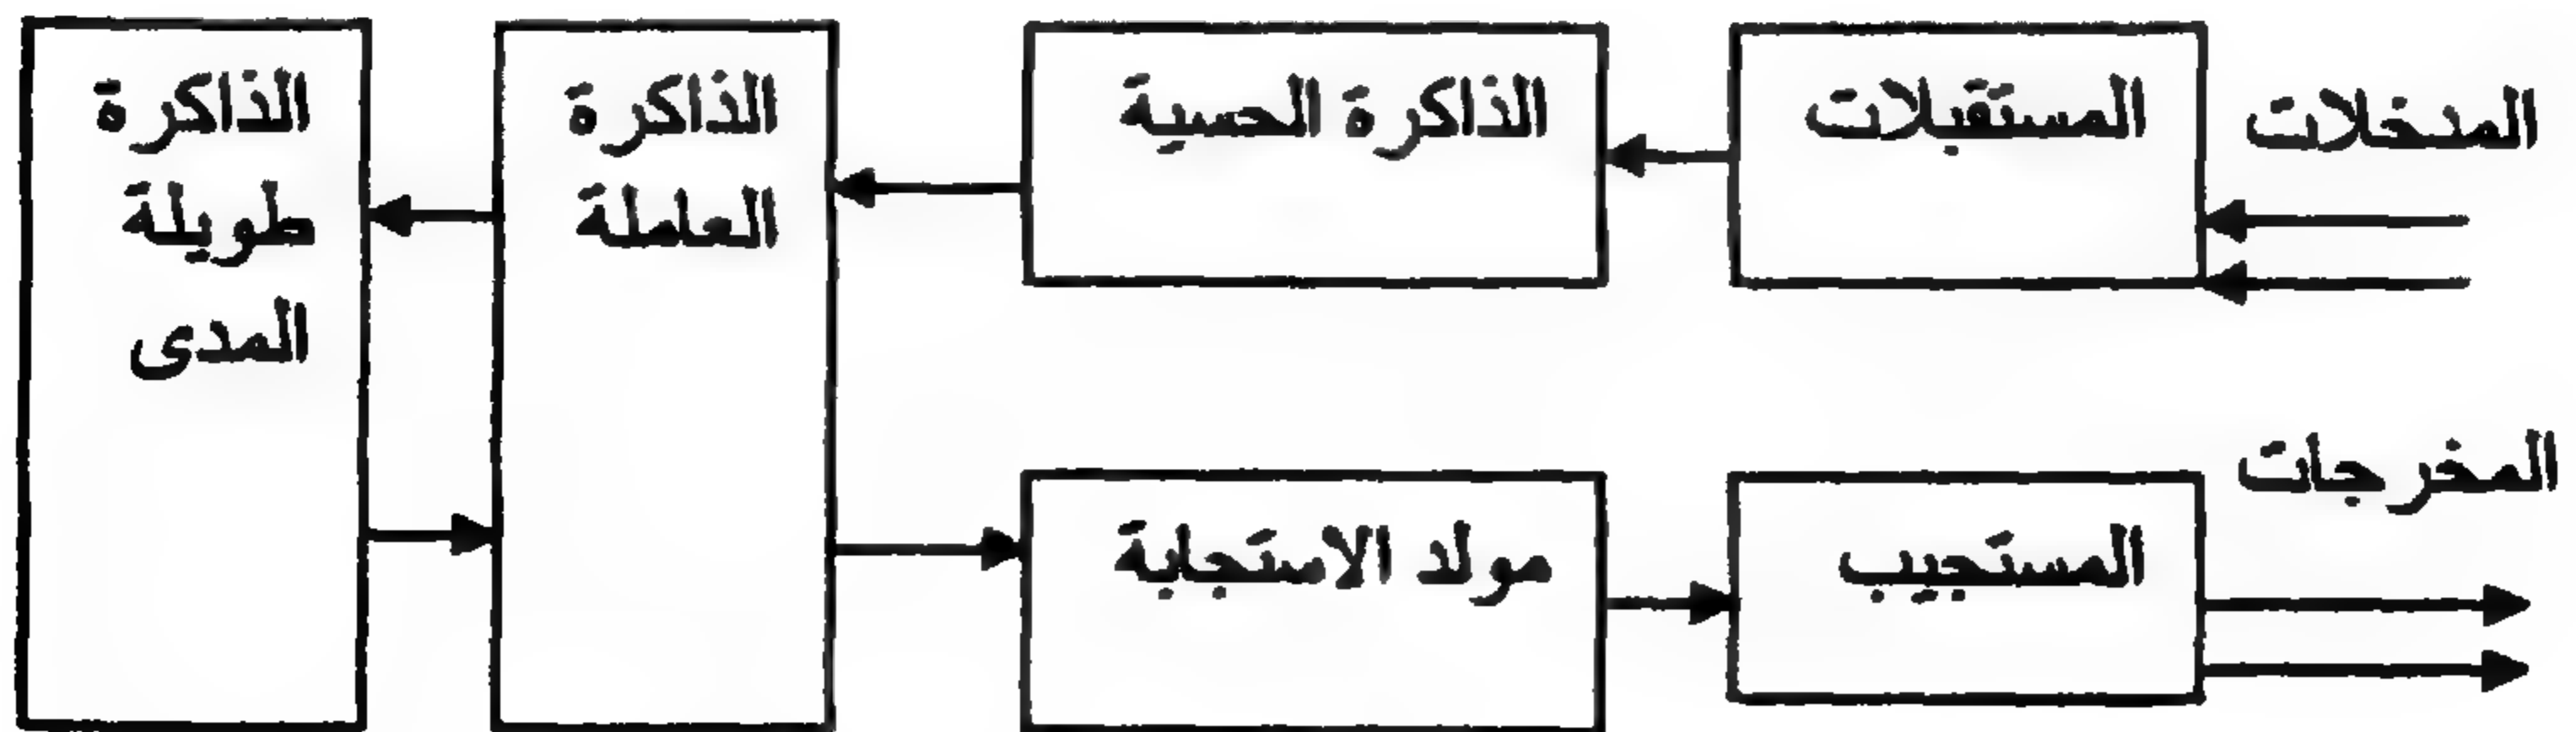 المدخلات
المستقبلات
الذاكرة الحسية
الذاكرة
العاملة
الذاكرة
طويلة
المدى
المخرجات
المستجيب
مولد الاستجابة